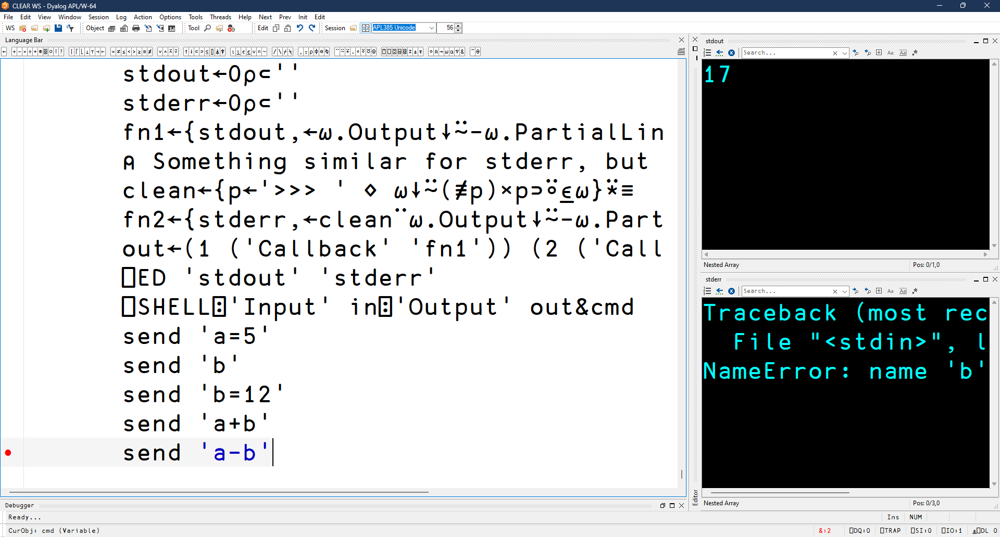 CLEAR WS - Dyalog APL/W-64
File Edit View Window Session Log Action Options Tools Threads Help Next Prev Init Edit
WS Object Tool Edit Session APL385 Unicode 56
Language Bar
stdout←0⍴⊂''
stderr←0⍴⊂''
fn1←{stdout,←⍵.Output↓⍨-⍵.PartialLin
⍝ Something similar for stderr, but
clean←{p←'>>> ' ⋄ ⍵↓⍨(≢p)×p⊃⍥⍷⍵}⍣≡
fn2←{stderr,←clean¨⍵.Output↓⍨-⍵.Part
out←(1 ('Callback' 'fn1')) (2 ('Call
⎕ED 'stdout' 'stderr'
⎕SHELL⍠'Input' in⍠'Output' out&cmd
send 'a=5'
send 'b'
send 'b=12'
send 'a+b'
send 'a-b'
stdout
Search...
17
Nested Array Pos: 0/1,0
stderr
Search...
Traceback (most rec
File "<stdin>", l
NameError: name 'b'
Nested Array Pos: 0/3,0
Editor
Debugger
Ready...
Ins NUM
CurObj: cmd (Variable)
&:2 ⎕DQ:0 ⎕TRAP ⎕SI:0 ⎕IO:1 ⎕DL 0